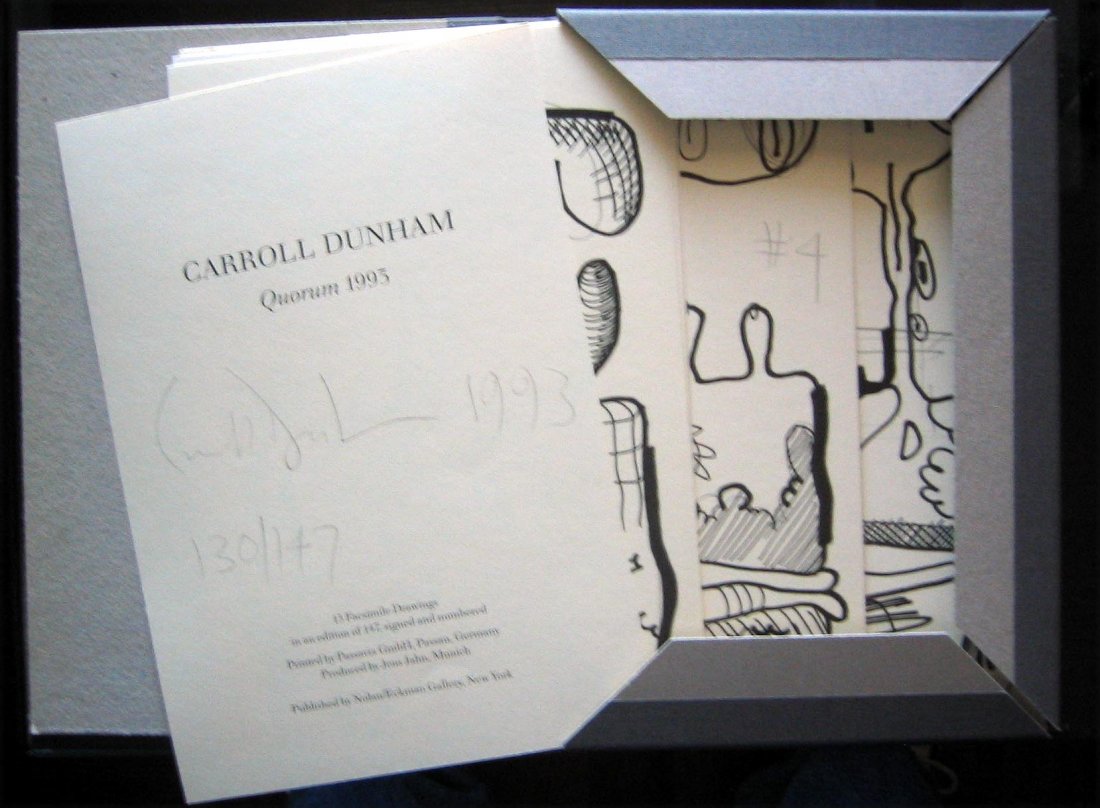 CARROLL DUNHAM
Quorum 1993
1993
130/147
13 Facsimile Drawings
in an edition of 147, signed and numbered
Printed by Passavia GmbH, Passau, Germany
Produced by Jens Jahn, Munich
Published by Nolan/Eckman Gallery, New York
#4